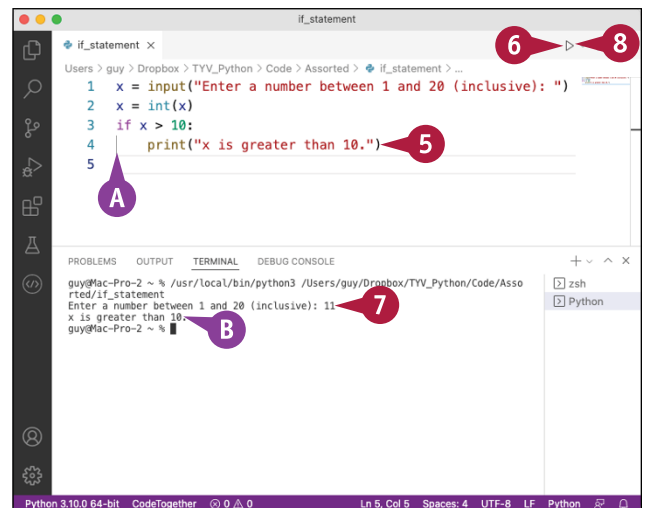 if_statement
if_statement ×
6
8
Users > guy > Dropbox > TYV_Python > Code > Assorted > if_statement > ...
1 x = input("Enter a number between 1 and 20 (inclusive): ")
2 x = int(x)
3 if x > 10:
4 print("x is greater than 10.")
5
5
A
PROBLEMS OUTPUT TERMINAL DEBUG CONSOLE
guy@Mac-Pro-2 ~ % /usr/local/bin/python3 /Users/guy/Dropbox/TYV_Python/Code/Asso
rted/if_statement
Enter a number between 1 and 20 (inclusive): 11
7
x is greater than 10.
B
guy@Mac-Pro-2 ~ %
zsh
Python
Python 3.10.0 64-bit CodeTogether 0 0 Ln 5, Col 5 Spaces: 4 UTF-8 LF Python